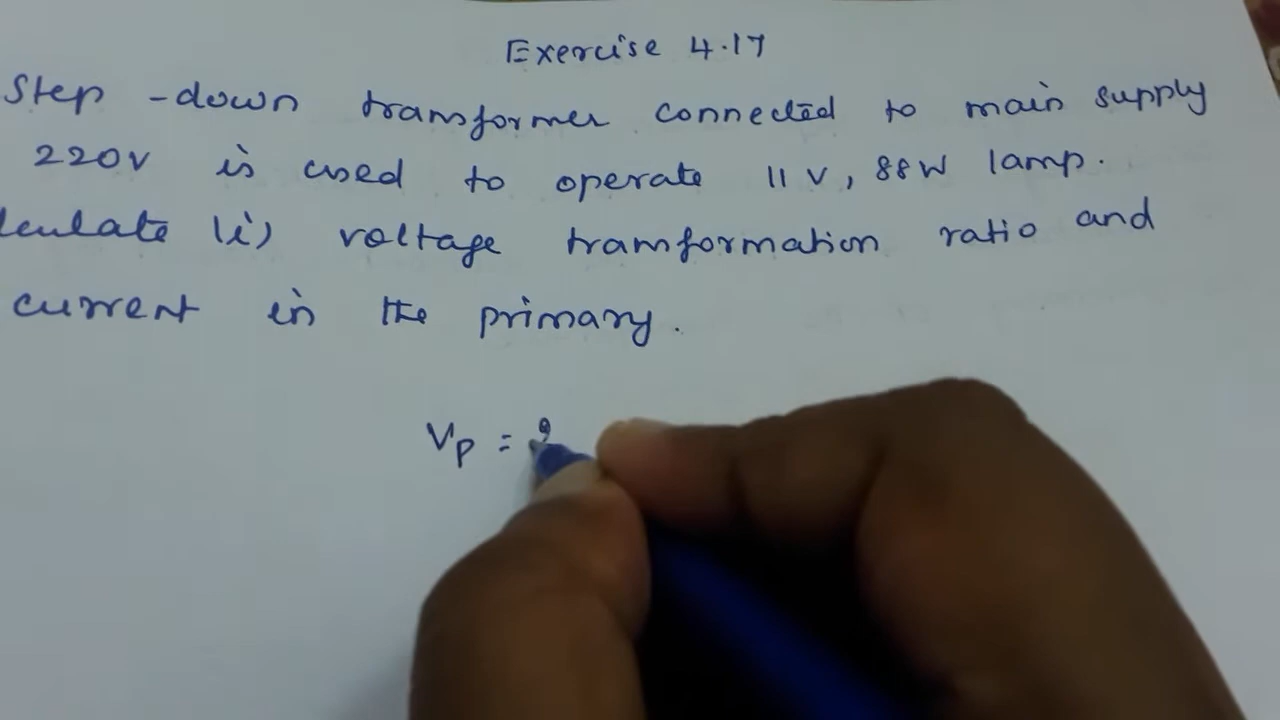 Exercise 4.17
Step-down transformer connected to main supply
220V is used to operate 11V, 88W lamp.
lculate (i) voltage transformation ratio and
current in the primary.
Vp =